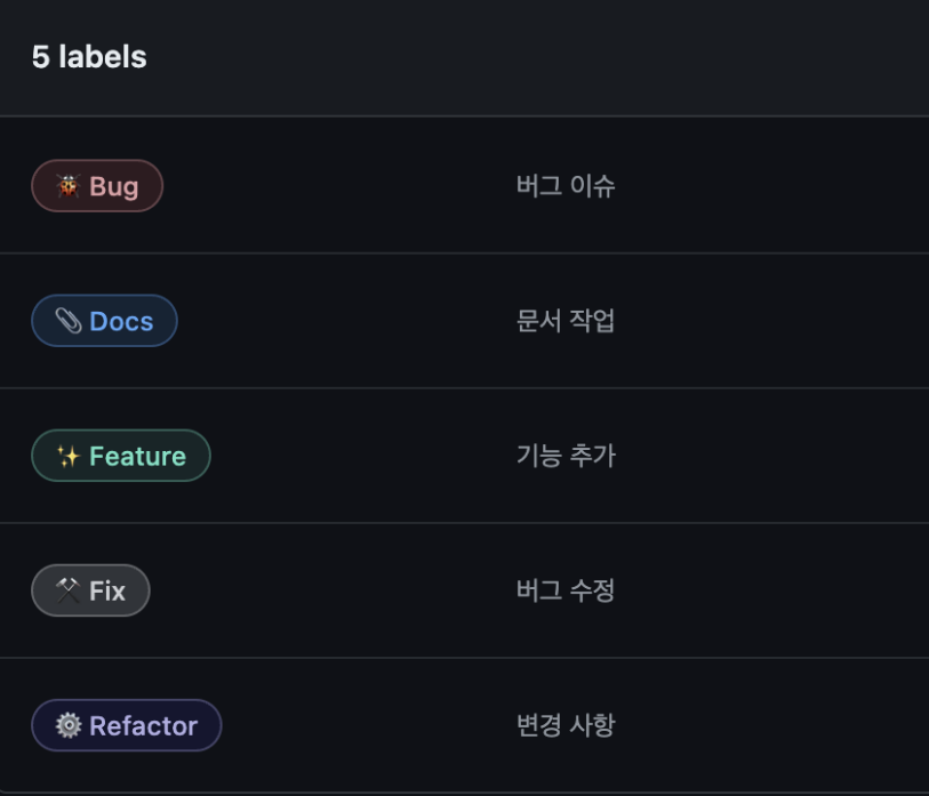 5 labels
🐞 Bug 버그 이슈
📎 Docs 문서 작업
✨ Feature 기능 추가
⚒ Fix 버그 수정
⚙ Refactor 변경 사항